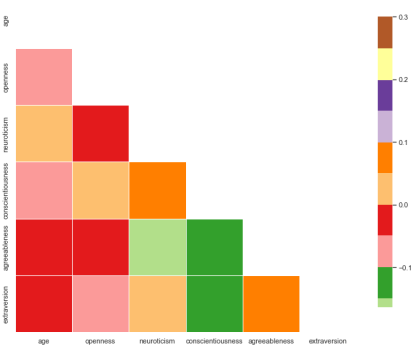 age
openness
neuroticism
conscientiousness
agreeableness
extraversion
age openness neuroticism conscientiousness agreeableness extraversion
0.3
0.2
0.1
0.0
−0.1